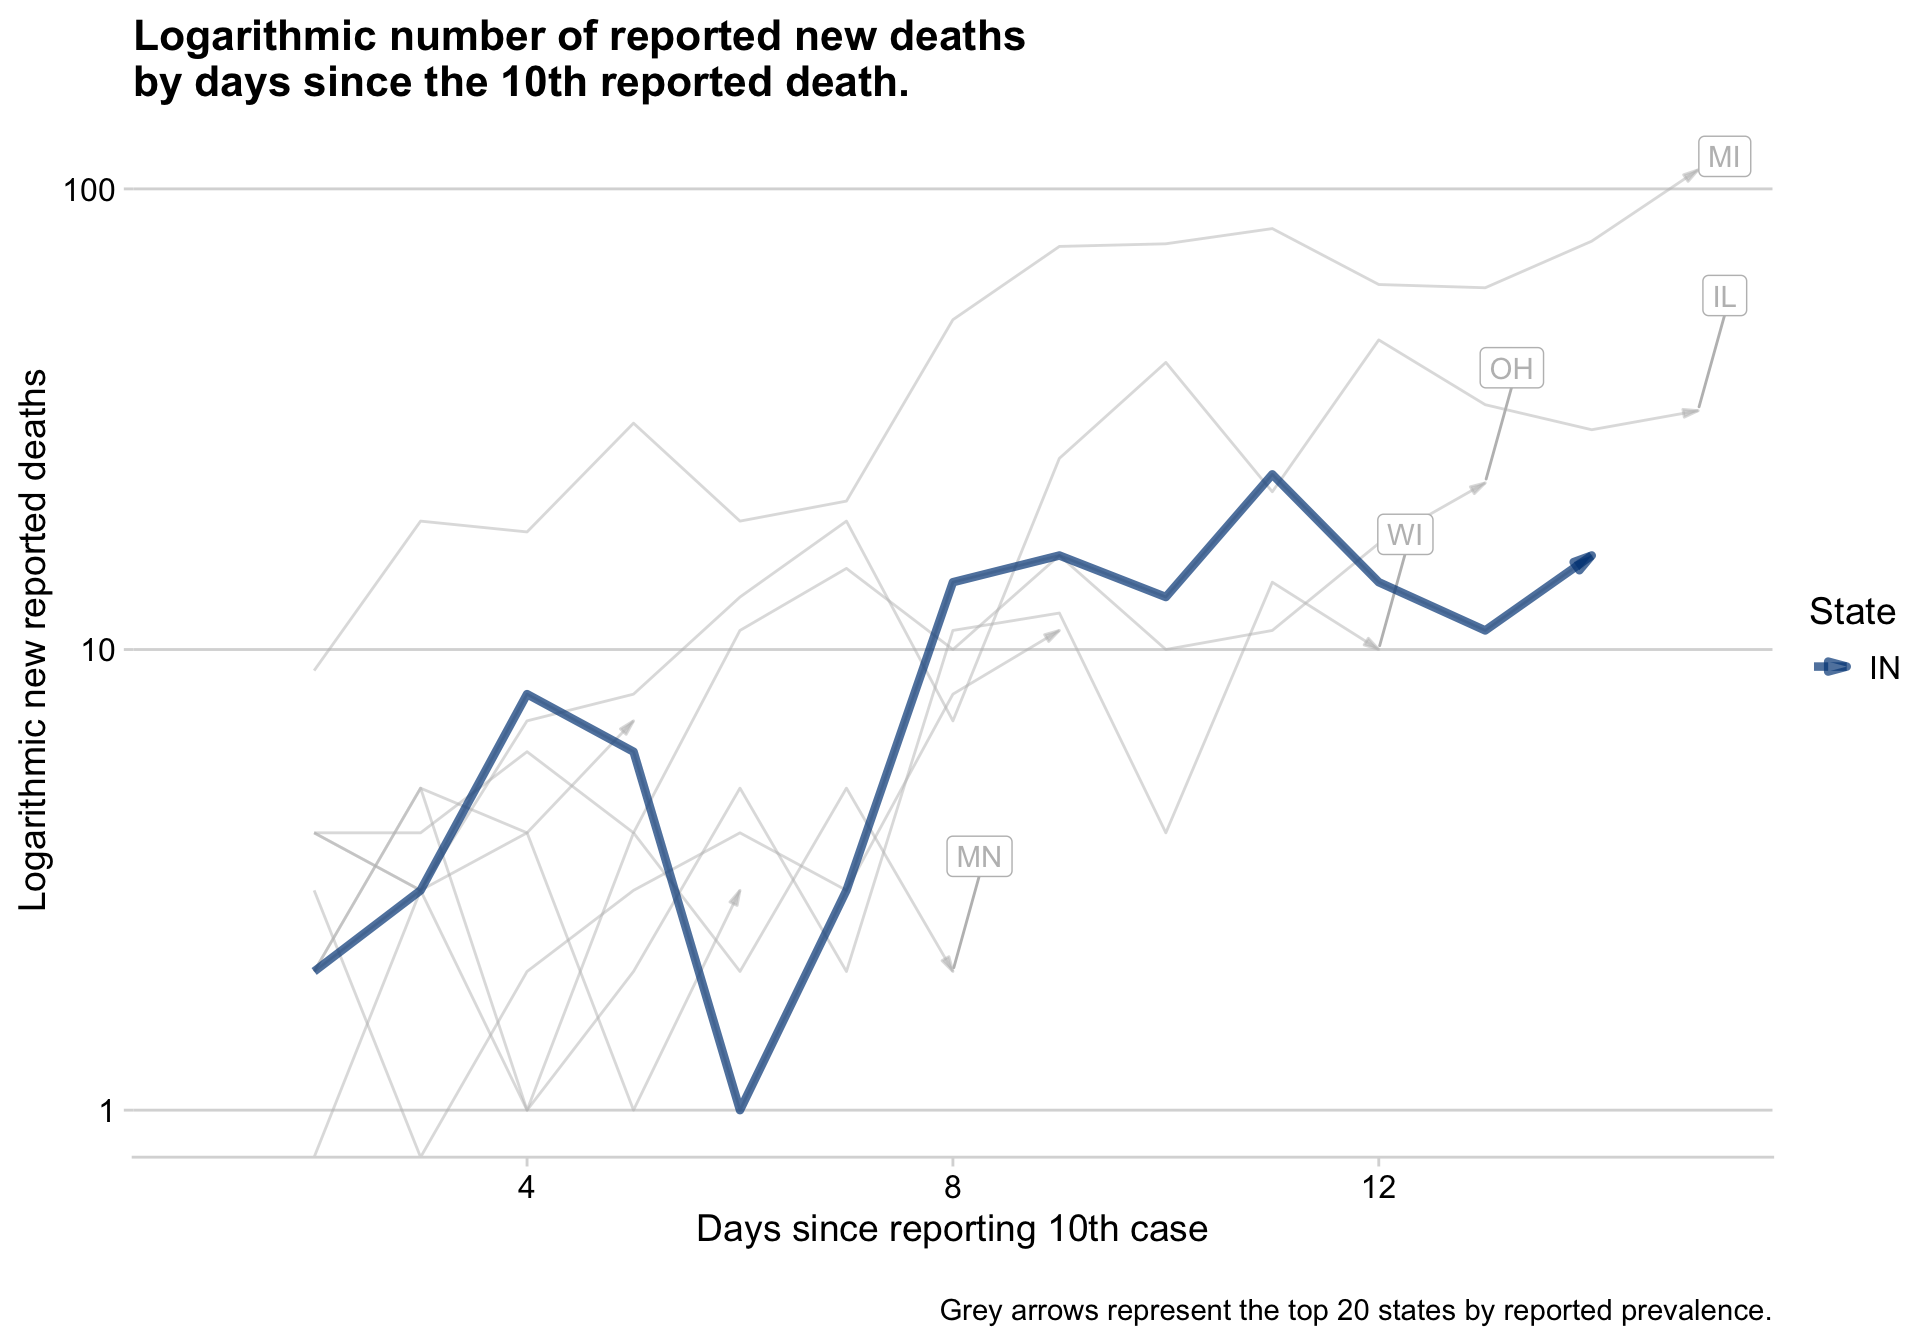 Logarithmic number of reported new deaths
by days since the 10th reported death.
Logarithmic new reported deaths
100
10
1
MI
IL
OH
WI
MN
State
IN
4
8
12
Days since reporting 10th case
Grey arrows represent the top 20 states by reported prevalence.